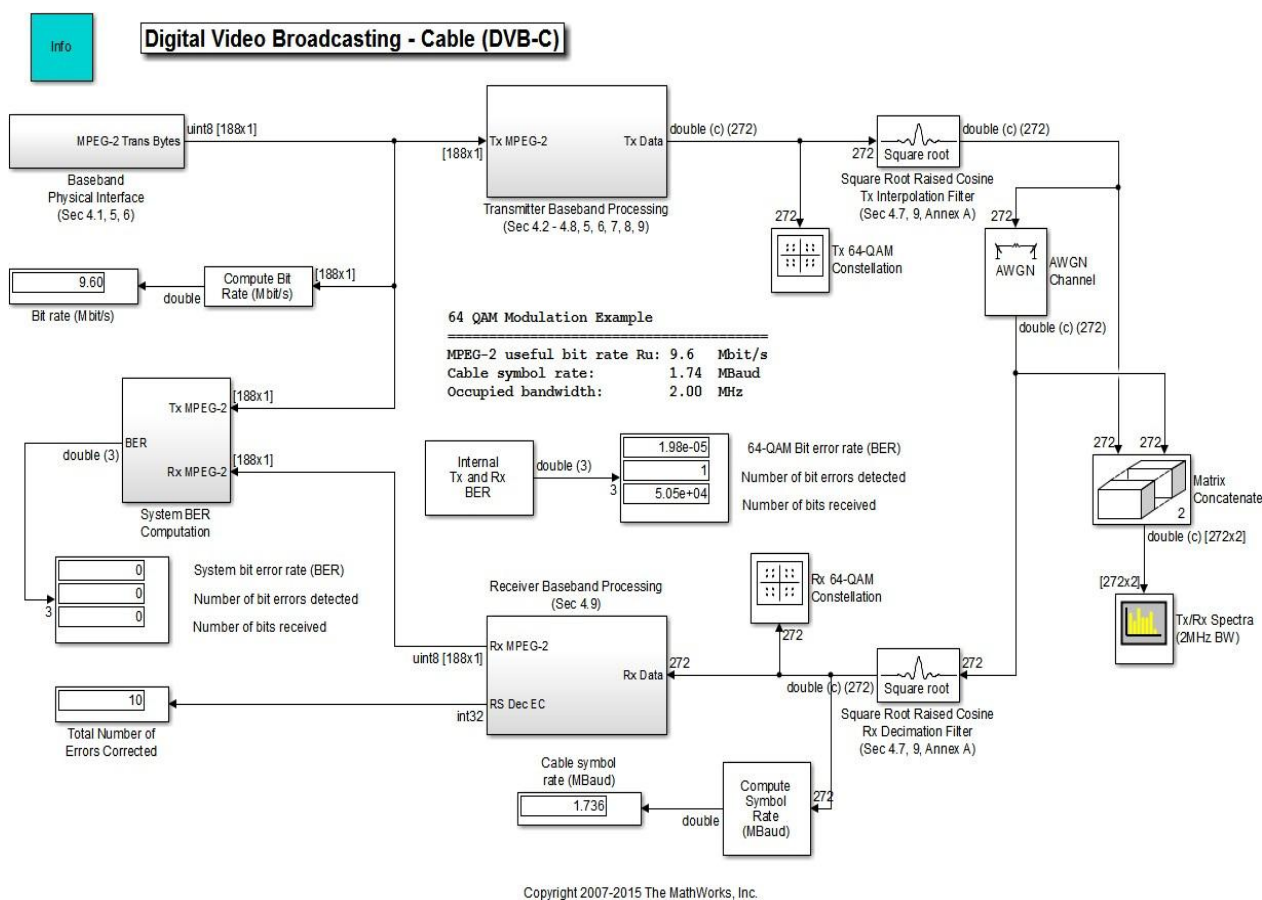 Info
Digital Video Broadcasting - Cable (DVB-C)
MPEG-2 Trans Bytes
uint8 [188x1]
Baseband
Physical Interface
(Sec 4.1, 5, 6)
[188x1]
Tx MPEG-2
Tx Data
Transmitter Baseband Processing
(Sec 4.2 - 4.8, 5, 6, 7, 8, 9)
double (c) (272)
272
Tx 64-QAM
Constellation
272
Square root
Square Root Raised Cosine
Tx Interpolation Filter
(Sec 4.7, 9, Annex A)
double (c) (272)
272
AWGN
AWGN
Channel
double (c) (272)
9.60
Bit rate (Mbit/s)
double
Compute Bit
Rate (Mbit/s)
[188x1]
64 QAM Modulation Example
=====================================
MPEG-2 useful bit rate Ru: 9.6 Mbit/s
Cable symbol rate: 1.74 MBaud
Occupied bandwidth: 2.00 MHz
Tx MPEG-2
[188x1]
BER
double (3)
Rx MPEG-2
[188x1]
System BER
Computation
Internal
Tx and Rx
BER
double (3)
3
1.98e-05
64-QAM Bit error rate (BER)
1
Number of bit errors detected
5.05e+04
Number of bits received
272
272
2
Matrix
Concatenate
double (c) [272x2]
[272x2]
Tx/Rx Spectra
(2MHz BW)
3
0
System bit error rate (BER)
0
Number of bit errors detected
0
Number of bits received
Receiver Baseband Processing
(Sec 4.9)
Rx MPEG-2
uint8 [188x1]
Rx Data
RS Dec EC
int32
Rx 64-QAM
Constellation
272
272
double (c) (272)
Square root
272
Square Root Raised Cosine
Rx Decimation Filter
(Sec 4.7, 9, Annex A)
10
Total Number of
Errors Corrected
Cable symbol
rate (MBaud)
1.736
double
Compute
Symbol
Rate
(MBaud)
272
Copyright 2007-2015 The MathWorks, Inc.